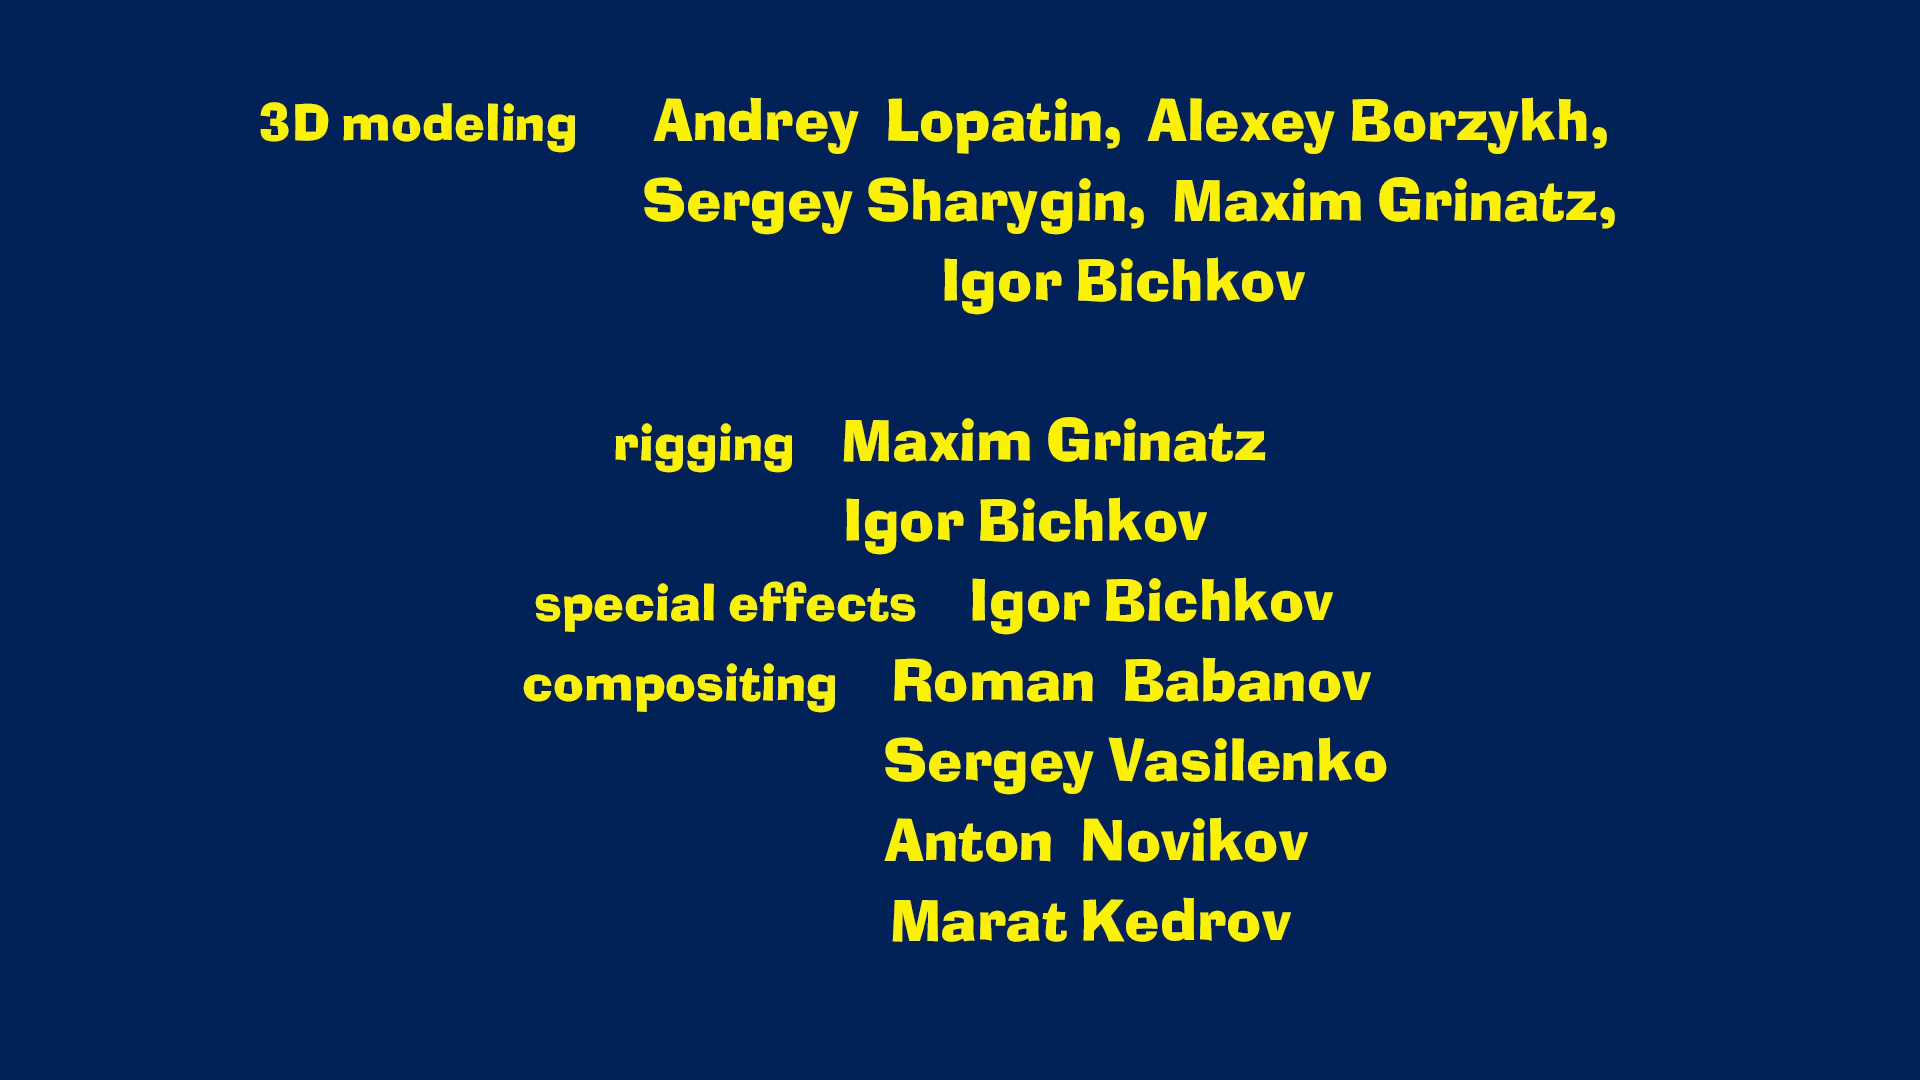 3D modeling Andrey Lopatin, Alexey Borzykh,
Sergey Sharygin, Maxim Grinatz,
Igor Bichkov
rigging Maxim Grinatz
Igor Bichkov
special effects Igor Bichkov
compositing Roman Babanov
Sergey Vasilenko
Anton Novikov
Marat Kedrov